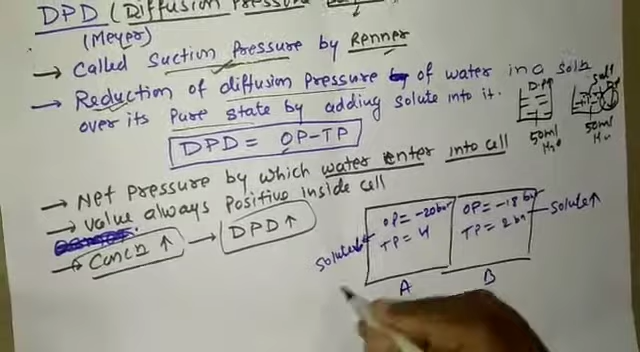 DPD (Diffusion Pressure
(Meyer)
→ Called Suction Pressure by Renner
→ Reduction of diffusion pressure of water in a soln
over its pure state by adding solute into it.
DPD = OP-TP
→ Net pressure by which water enter into cell
→ Value always Positive inside cell
→ Concn ↑ → DPD ↑
D.P
50ml
H2O
Salt
50ml
OP = -20bar
TP = 4
OP = -18 bar
TP = 2 bar
Solute↑
A
B